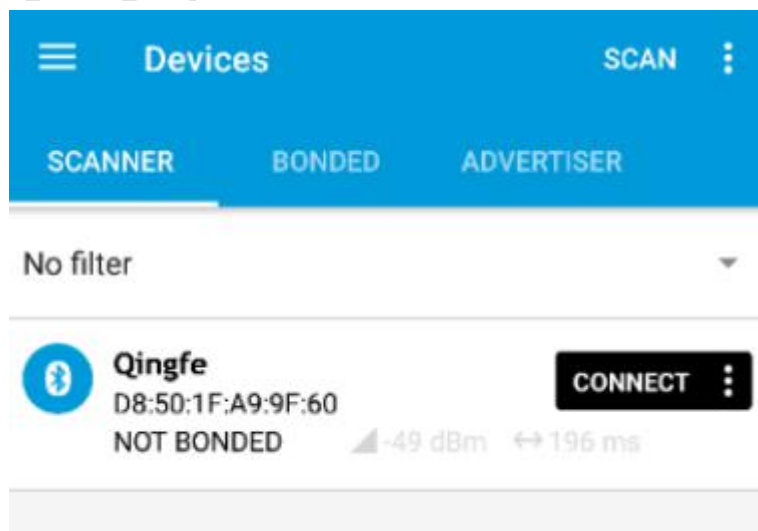 Devices SCAN
SCANNER BONDED ADVERTISER
No filter
Qingfe
CONNECT
D8:50:1F:A9:9F:60
NOT BONDED -49 dBm ↔ 196 ms